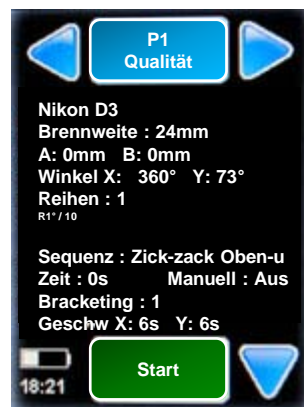 P1
Qualität
Nikon D3
Brennweite : 24mm
A: 0mm B: 0mm
Winkel X: 360° Y: 73°
Reihen : 1
R1° / 10
Sequenz : Zick-zack Oben-u
Zeit : 0s Manuell : Aus
Bracketing : 1
Geschw X: 6s Y: 6s
Start
18:21